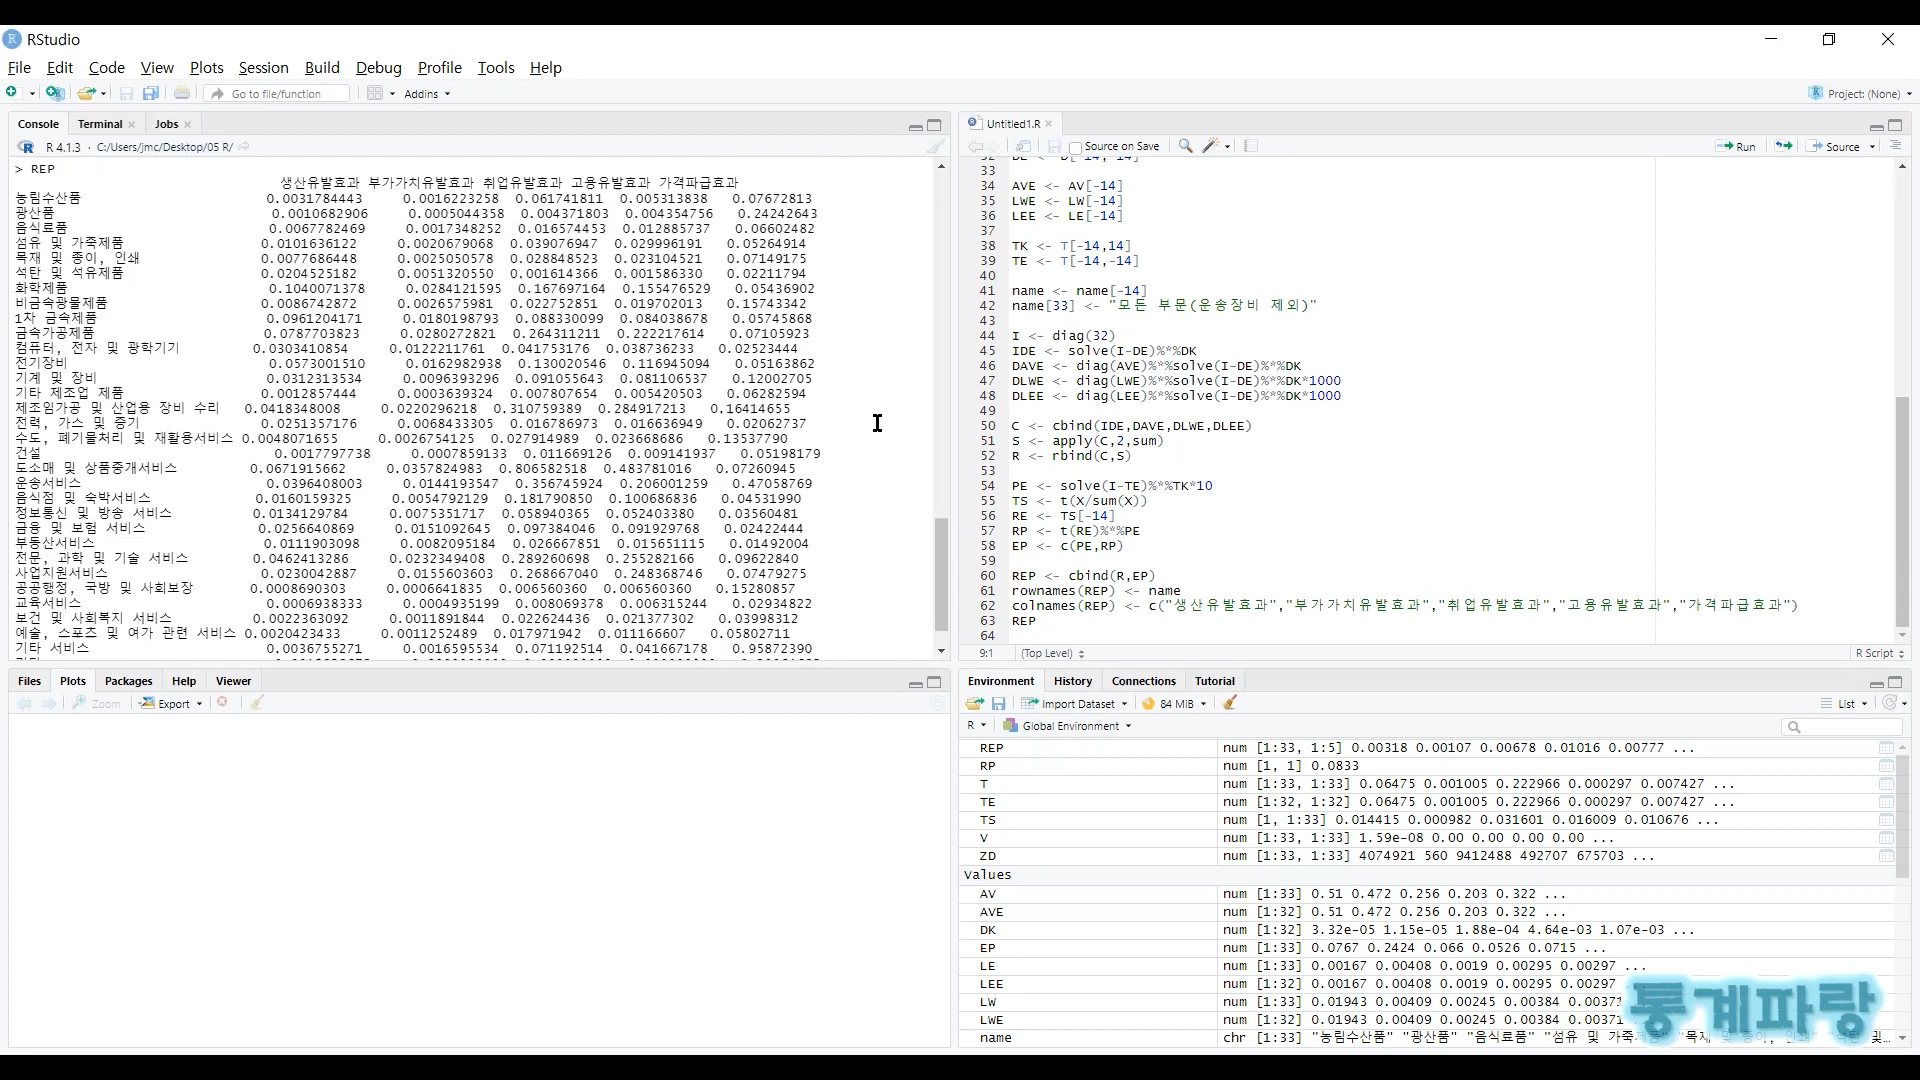 RStudio
File Edit Code View Plots Session Build Debug Profile Tools Help
Go to file/function Addins Project: (None)
Console Terminal Jobs
R 4.1.3 · C:/Users/jmc/Desktop/05 R/
> REP
생산유발효과 부가가치유발효과 취업유발효과 고용유발효과 가격파급효과
농림수산품 0.0031784443 0.0016223258 0.061741811 0.005313838 0.07672813
광산품 0.0010682906 0.0005044358 0.004371803 0.004354756 0.24242643
음식료품 0.0067782469 0.0017348252 0.016574453 0.012885737 0.06602482
섬유 및 가죽제품 0.0101636122 0.0020679068 0.039076947 0.029996191 0.05264914
목재 및 종이, 인쇄 0.0077686448 0.0025050578 0.028848523 0.023104521 0.07149175
석탄 및 석유제품 0.0204525182 0.0051320550 0.001614366 0.001586330 0.02211794
화학제품 0.1040071378 0.0284121595 0.167697164 0.155476529 0.05436902
비금속광물제품 0.0086742872 0.0026575981 0.022752851 0.019702013 0.15743342
1차 금속제품 0.0961204171 0.0180198793 0.088330099 0.084038678 0.05745868
금속가공제품 0.0787703823 0.0280272821 0.264311211 0.222217614 0.07105923
컴퓨터, 전자 및 광학기기 0.0303410854 0.0122211761 0.041753176 0.038736233 0.02523444
전기장비 0.0573001510 0.0162982938 0.130020546 0.116945094 0.05163862
기계 및 장비 0.0312313534 0.0096393296 0.091055643 0.081106537 0.12002705
기타 제조업 제품 0.0012857444 0.0003639324 0.007807654 0.005420503 0.06282594
제조임가공 및 산업용 장비 수리 0.0418348008 0.0220296218 0.310759389 0.284917213 0.16414655
전력, 가스 및 증기 0.0251357176 0.0068433305 0.016786973 0.016636949 0.02062737
수도, 폐기물처리 및 재활용서비스 0.0048071655 0.0026754125 0.027914989 0.023668686 0.13537790
건설 0.0017797738 0.0007859133 0.011669126 0.009141937 0.05198179
도소매 및 상품중개서비스 0.0671915662 0.0357824983 0.806582518 0.483781016 0.07260945
운송서비스 0.0396408003 0.0144193547 0.356745924 0.206001259 0.47058769
음식점 및 숙박서비스 0.0160159325 0.0054792129 0.181790850 0.100686836 0.04531990
정보통신 및 방송 서비스 0.0134129784 0.0075351717 0.058940365 0.052403380 0.03560481
금융 및 보험 서비스 0.0256640869 0.0151092645 0.097384046 0.091929768 0.02422444
부동산서비스 0.0111903098 0.0082095184 0.026667851 0.015651115 0.01492004
전문, 과학 및 기술 서비스 0.0462413286 0.0232349408 0.289260698 0.255282166 0.09622840
사업지원서비스 0.0230042887 0.0155603603 0.268667040 0.248368746 0.07479275
공공행정, 국방 및 사회보장 0.0008690303 0.0006641835 0.006560360 0.006560360 0.15280857
교육서비스 0.0006938333 0.0004935199 0.008069378 0.006315244 0.02934822
보건 및 사회복지 서비스 0.0022363092 0.0011891844 0.022624436 0.021377302 0.03998312
예술, 스포츠 및 여가 관련 서비스 0.0020423433 0.0011252489 0.017971942 0.011166607 0.05802711
기타 서비스 0.0036755271 0.0016595534 0.071192514 0.041667178 0.95872390
Untitled1.R
Source on Save Run Source
33
34 AVE <- AV[-14]
35 LWE <- LW[-14]
36 LEE <- LE[-14]
37
38 TK <- T[-14,14]
39 TE <- T[-14,-14]
40
41 name <- name[-14]
42 name[33] <- "모든 부문(운송장비 제외)"
43
44 I <- diag(32)
45 IDE <- solve(I-DE)%*%DK
46 DAVE <- diag(AVE)%*%solve(I-DE)%*%DK
47 DLWE <- diag(LWE)%*%solve(I-DE)%*%DK*1000
48 DLEE <- diag(LEE)%*%solve(I-DE)%*%DK*1000
49
50 C <- cbind(IDE,DAVE,DLWE,DLEE)
51 S <- apply(C,2,sum)
52 R <- rbind(C,S)
53
54 PE <- solve(I-TE)%*%TK*10
55 TS <- t(X/sum(X))
56 RE <- TS[-14]
57 RP <- t(RE)%*%PE
58 EP <- c(PE,RP)
59
60 REP <- cbind(R,EP)
61 rownames(REP) <- name
62 colnames(REP) <- c("생산유발효과","부가가치유발효과","취업유발효과","고용유발효과","가격파급효과")
63 REP
64
9:1 (Top Level) R Script
Files Plots Packages Help Viewer
Zoom Export
Environment History Connections Tutorial
Import Dataset 84 MiB List
R Global Environment
REP num [1:33, 1:5] 0.00318 0.00107 0.00678 0.01016 0.00777 ...
RP num [1, 1] 0.0833
T num [1:33, 1:33] 0.06475 0.001005 0.222966 0.000297 0.007427 ...
TE num [1:32, 1:32] 0.06475 0.001005 0.222966 0.000297 0.007427 ...
TS num [1, 1:33] 0.014415 0.000982 0.031601 0.016009 0.010676 ...
V num [1:33, 1:33] 1.59e-08 0.00 0.00 0.00 0.00 ...
ZD num [1:33, 1:33] 4074921 560 9412488 492707 675703 ...
Values
AV num [1:33] 0.51 0.472 0.256 0.203 0.322 ...
AVE num [1:32] 0.51 0.472 0.256 0.203 0.322 ...
DK num [1:32] 3.32e-05 1.15e-05 1.88e-04 4.64e-03 1.07e-03 ...
EP num [1:33] 0.0767 0.2424 0.066 0.0526 0.0715 ...
LE num [1:33] 0.00167 0.00408 0.0019 0.00295 0.00297 ...
LEE num [1:32] 0.00167 0.00408 0.0019 0.00295 0.00297
LW num [1:33] 0.01943 0.00409 0.00245 0.00384 0.00371
LWE num [1:32] 0.01943 0.00409 0.00245 0.00384 0.00371
name chr [1:33] "농림수산품" "광산품" "음식료품" "섬유 및
통계파랑